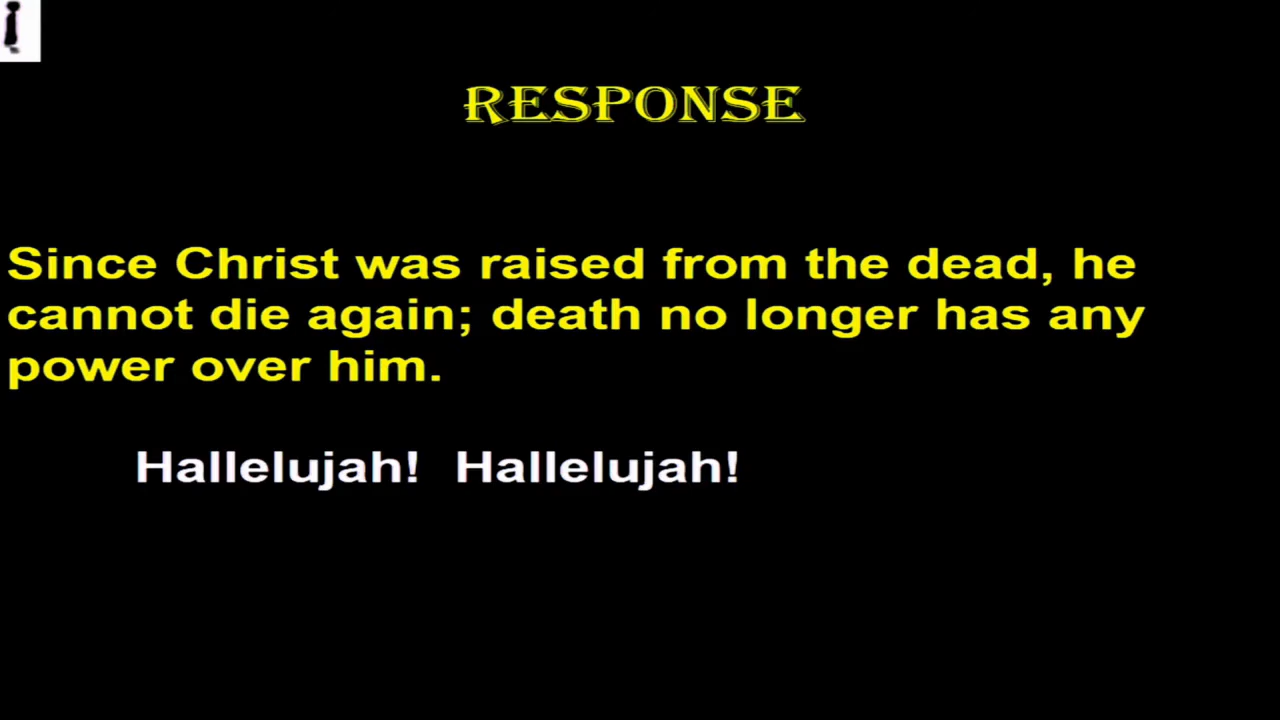 RESPONSE
Since Christ was raised from the dead, he
cannot die again; death no longer has any
power over him.
Hallelujah! Hallelujah!